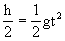 h/2 = 1/2 gt²